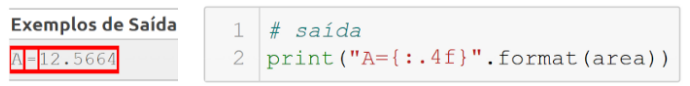 Exemplos de Saída
A=12.5664
1 # saída
2 print("A={:.4f}".format(area))